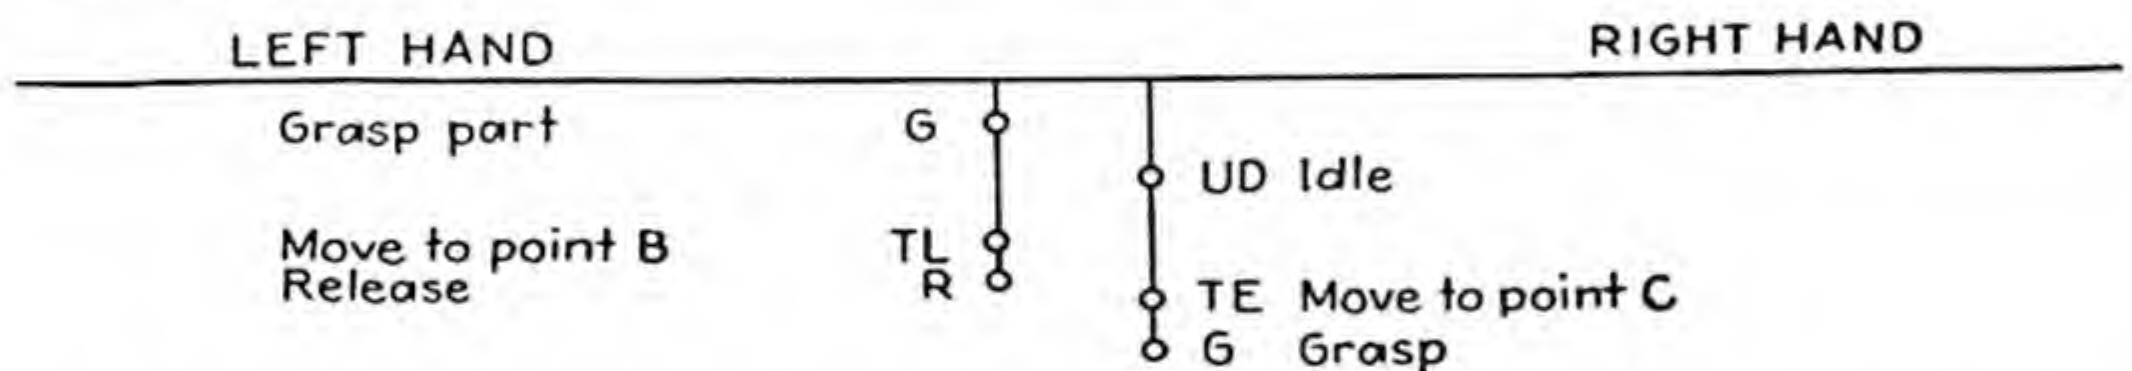 LEFT HAND RIGHT HAND
Grasp part G
UD Idle
Move to point B TL
Release R
TE Move to point C
G Grasp